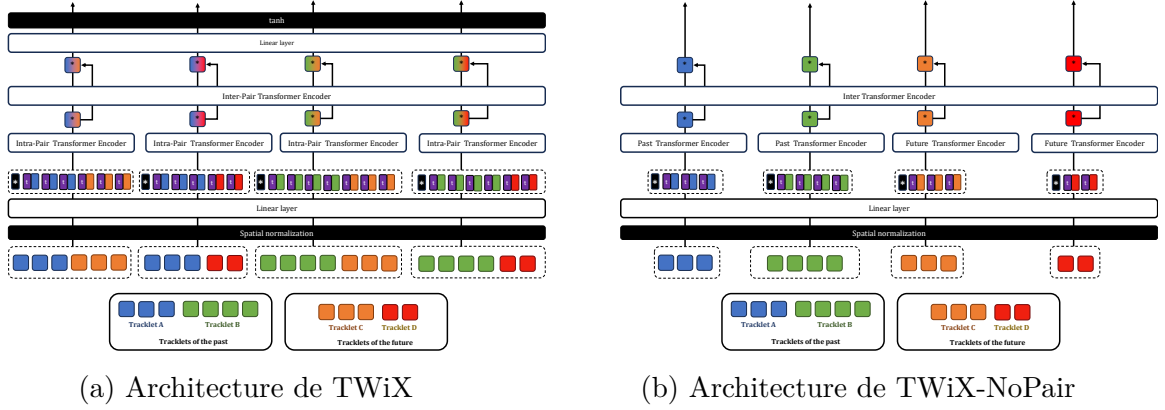 tanh
Linear layer
* * * *
Inter-Pair Transformer Encoder
* * * *
Intra-Pair Transformer Encoder Intra-Pair Transformer Encoder Intra-Pair Transformer Encoder Intra-Pair Transformer Encoder
* t t t t t t * t t t t t * t t t t t t t * t t t t t t
Linear layer
Spatial normalization
Tracklet A Tracklet B Tracklet C Tracklet D
Tracklets of the past Tracklets of the future
(a) Architecture de TWiX
* * * *
Inter Transformer Encoder
* * * *
Past Transformer Encoder Past Transformer Encoder Future Transformer Encoder Future Transformer Encoder
* t t t * t t t t * t t t * t t
Linear layer
Spatial normalization
Tracklet A Tracklet B Tracklet C Tracklet D
Tracklets of the past Tracklets of the future
(b) Architecture de TWiX-NoPair